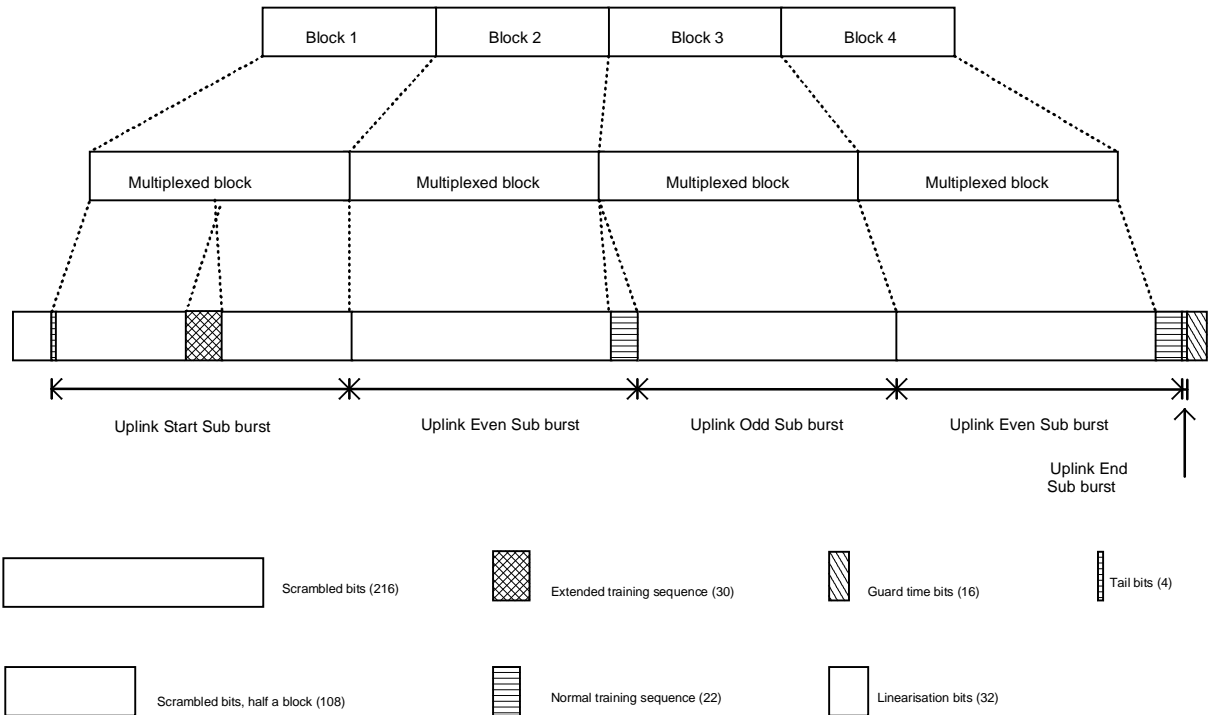 Block 1
Block 2
Block 3
Block 4
Multiplexed block
Multiplexed block
Multiplexed block
Multiplexed block
Uplink Start Sub burst
Uplink Even Sub burst
Uplink Odd Sub burst
Uplink Even Sub burst
Uplink End
Sub burst
Scrambled bits (216)
Extended training sequence (30)
Guard time bits (16)
Tail bits (4)
Scrambled bits, half a block (108)
Normal training sequence (22)
Linearisation bits (32)